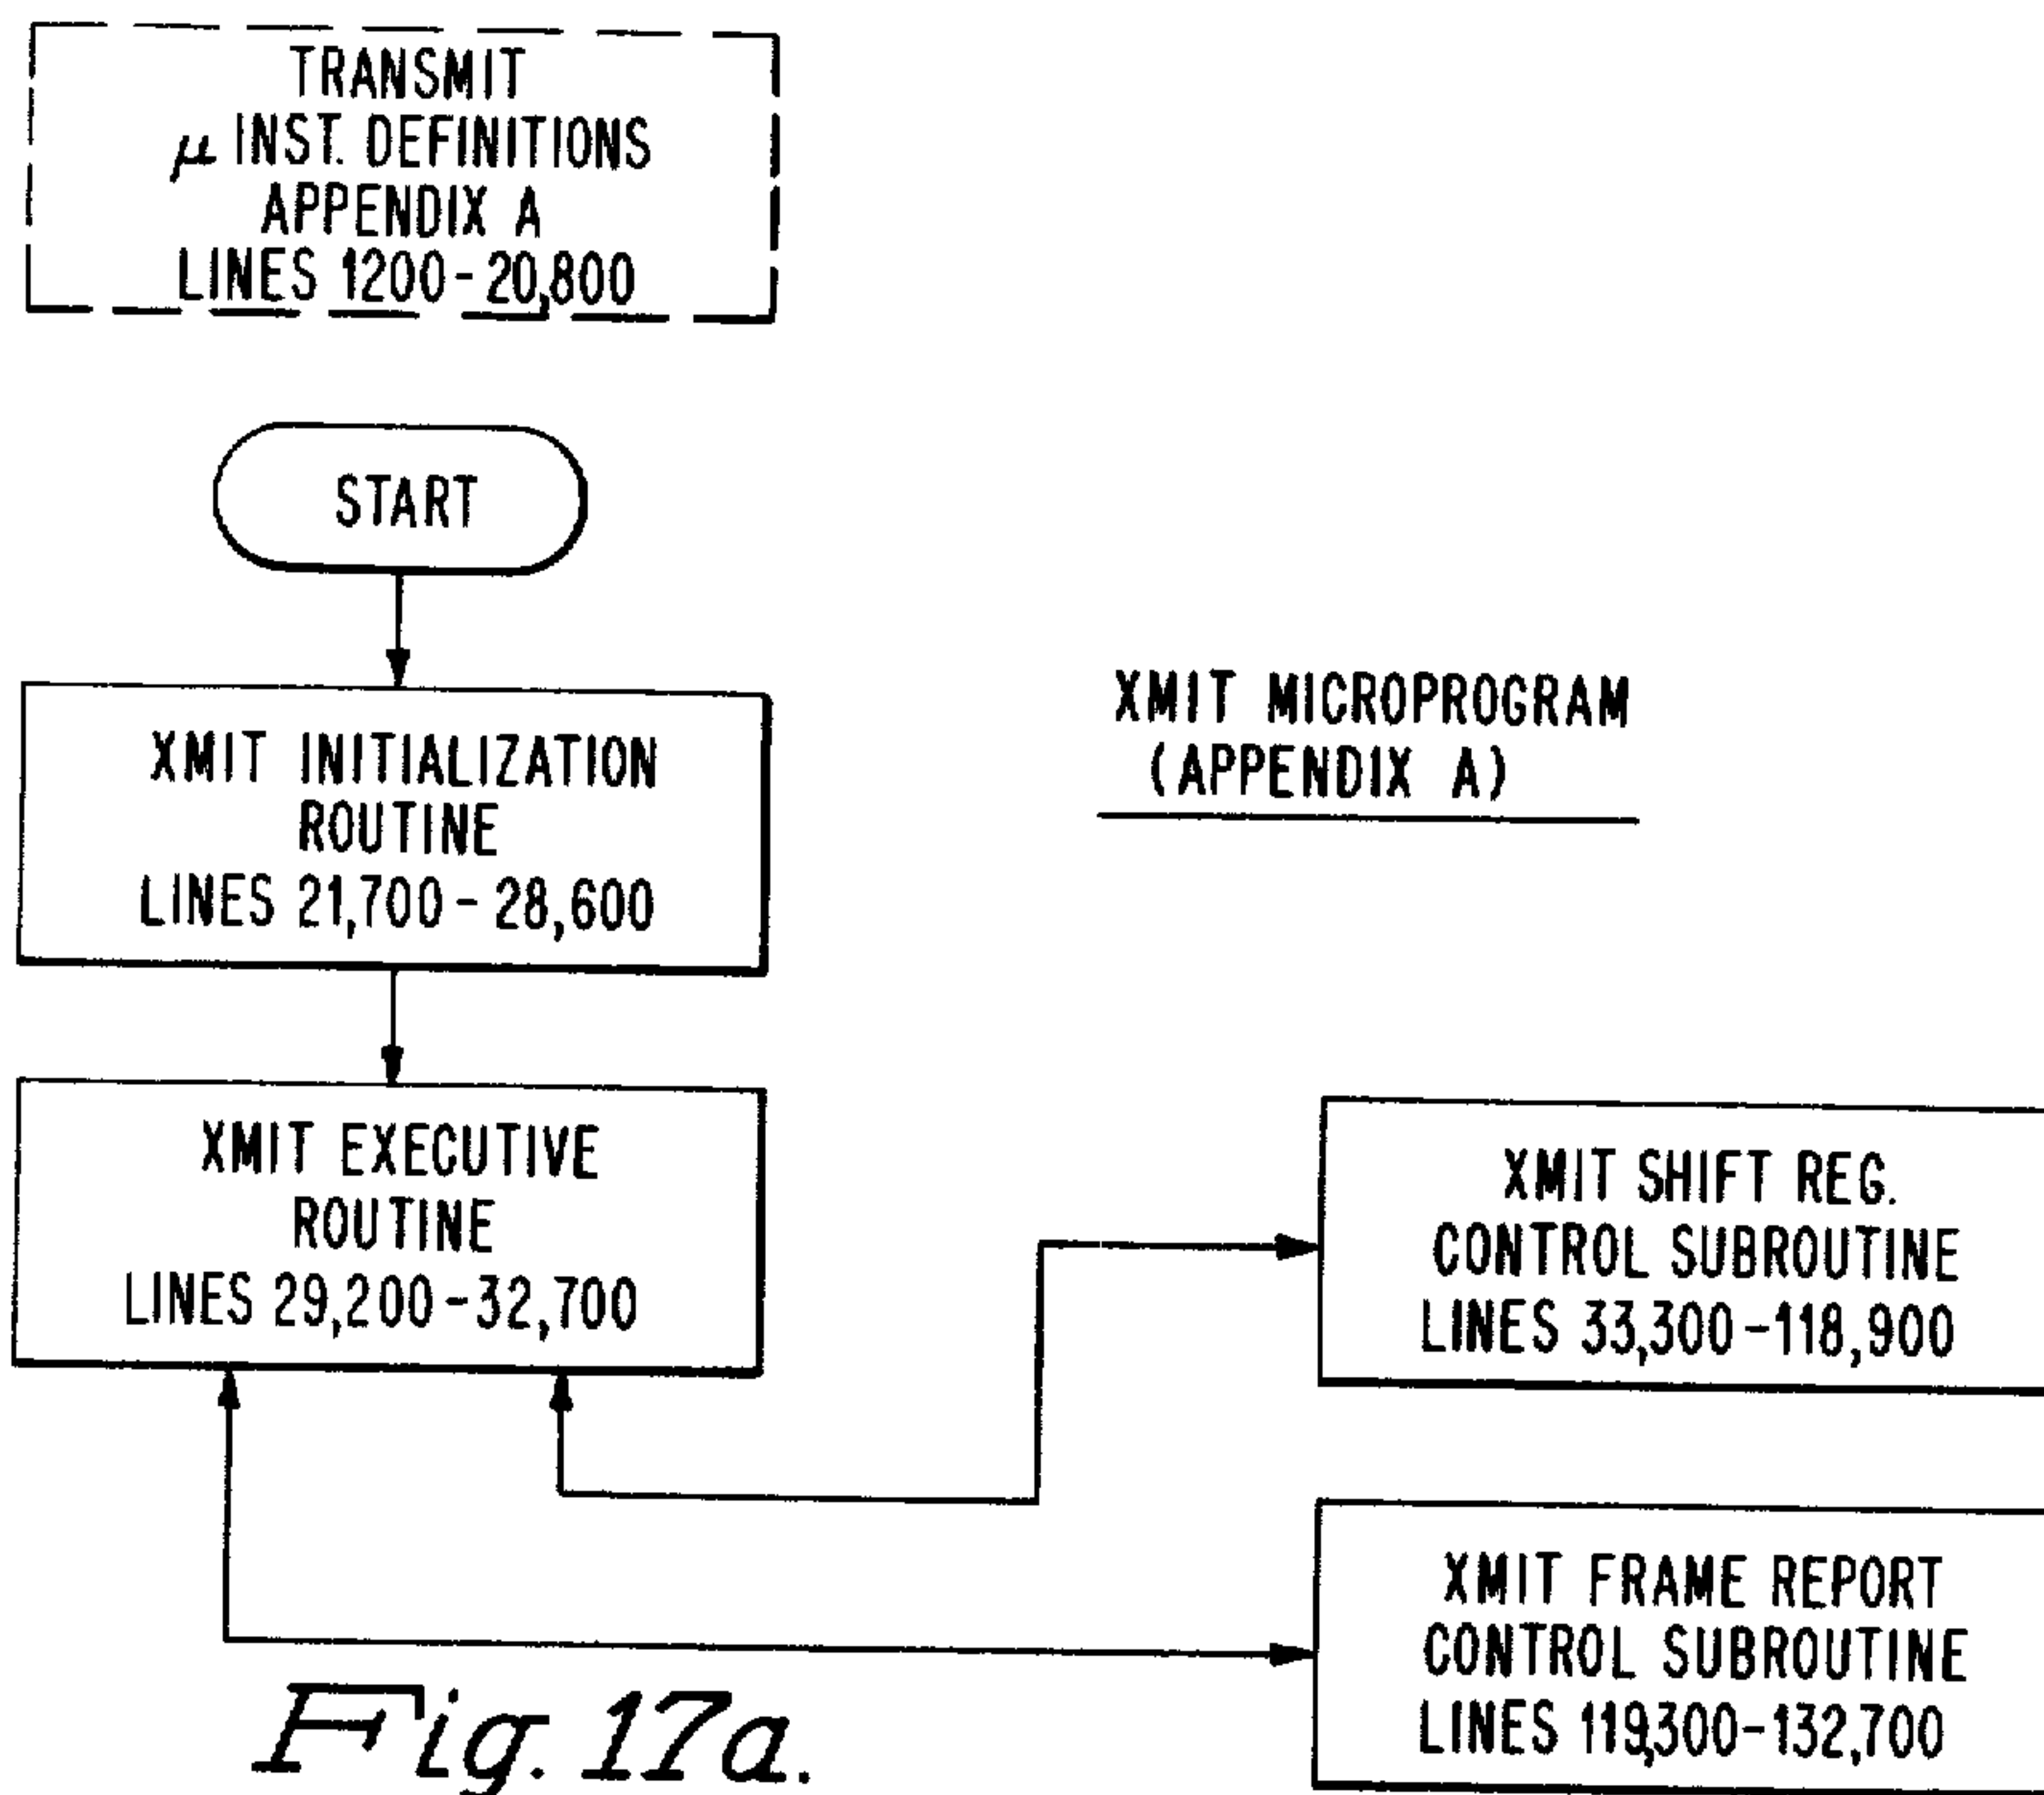 TRANSMIT
μ INST. DEFINITIONS
APPENDIX A
LINES 1200-20,800
START
XMIT INITIALIZATION
ROUTINE
LINES 21,700-28,600
XMIT MICROPROGRAM
(APPENDIX A)
XMIT EXECUTIVE
ROUTINE
LINES 29,200-32,700
XMIT SHIFT REG.
CONTROL SUBROUTINE
LINES 33,300-118,900
XMIT FRAME REPORT
CONTROL SUBROUTINE
LINES 119,300-132,700
Fig. 17a.